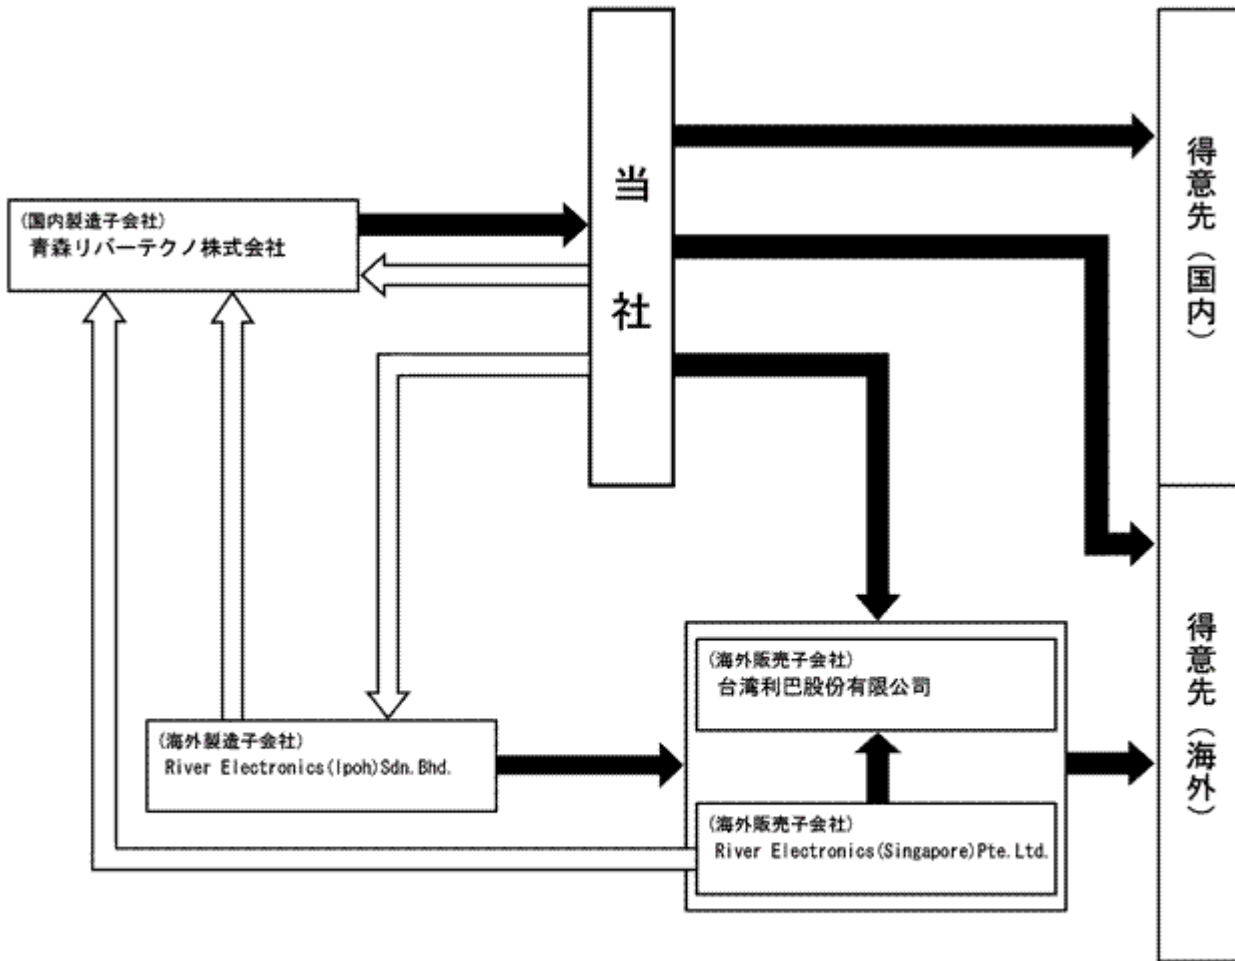 当社
得意先（国内）
(国内製造子会社)
青森リバーテクノ株式会社
得意先（海外）
(海外販売子会社)
台湾利巴股份有限公司
(海外製造子会社)
River Electronics(Ipoh)Sdn.Bhd.
(海外販売子会社)
River Electronics(Singapore)Pte.Ltd.